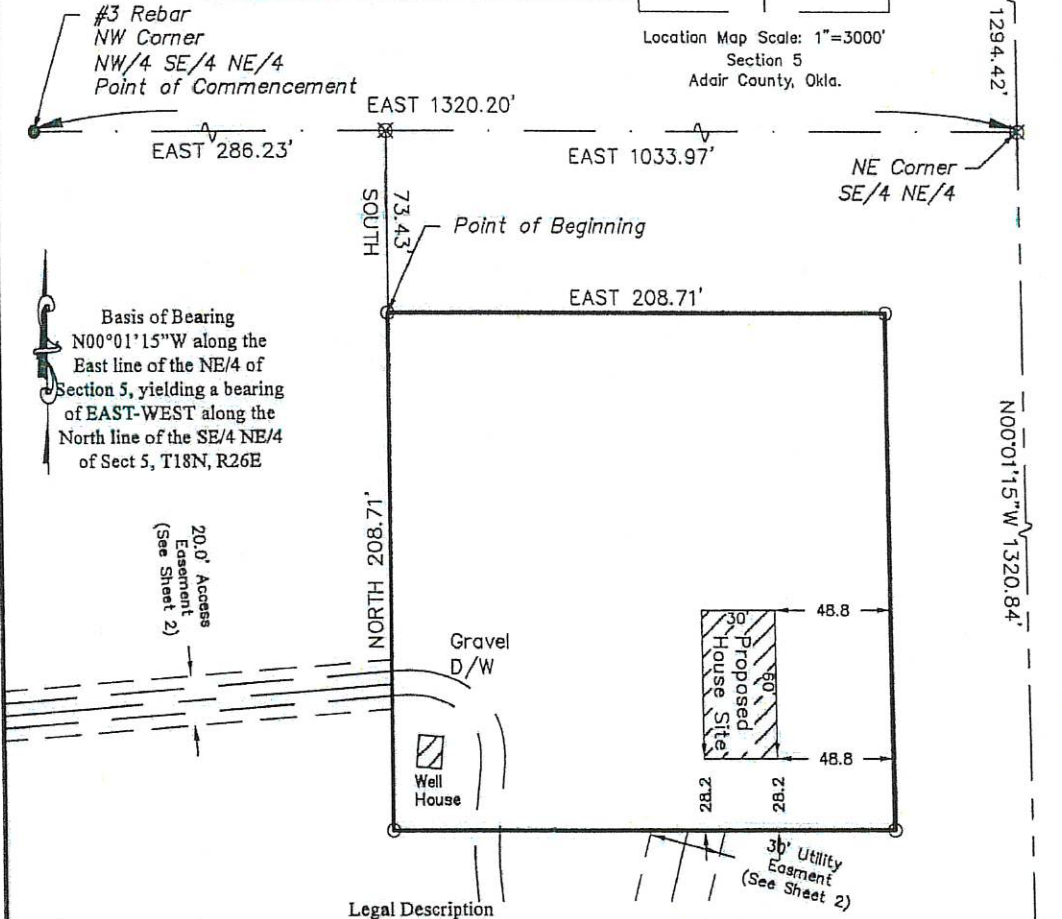 #3 Rebar
NW Corner
NW/4 SE/4 NE/4
Point of Commencement
Location Map Scale: 1"=3000'
Section 5
Adair County, Okla.
1294.42'
EAST 1320.20'
EAST 286.23'
EAST 1033.97'
NE Corner
SE/4 NE/4
SOUTH
73.43'
Point of Beginning
EAST 208.71'
Basis of Bearing
N00°01'15"W along the
East line of the NE/4 of
Section 5, yielding a bearing
of EAST-WEST along the
North line of the SE/4 NE/4
of Sect 5, T18N, R26E
N00°01'15"W 1320.84'
NORTH 208.71'
20.0' Access
Easement
(See Sheet 2)
Gravel
D/W
30'
60'
Proposed
House Site
48.8
48.8
28.2
28.2
Well
House
30' Utility
Easment
(See Sheet 2)
Legal Description